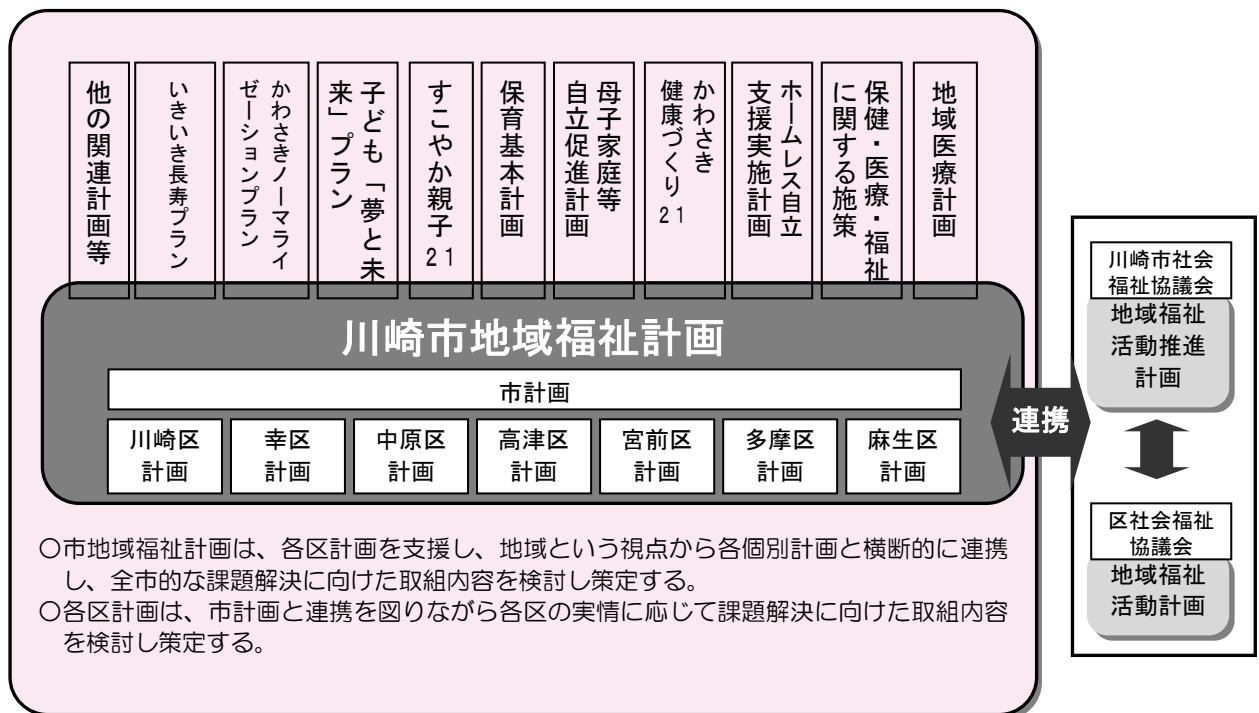 他の関連計画等
いきいき長寿プラン
かわさきノーマライ
ゼーションプラン
子ども「夢と未
来」プラン
すこやか親子21
保育基本計画
母子家庭等
自立促進計画
かわさき
健康づくり21
ホームレス自立
支援実施計画
保健・医療・福祉
に関する施策
地域医療計画
川崎市地域福祉計画
市計画
川崎区
計画
幸区
計画
中原区
計画
高津区
計画
宮前区
計画
多摩区
計画
麻生区
計画
連携
川崎市社会
福祉協議会
地域福祉
活動推進
計画
区社会福祉
協議会
地域福祉
活動計画
○市地域福祉計画は、各区計画を支援し、地域という視点から各個別計画と横断的に連携
し、全市的な課題解決に向けた取組内容を検討し策定する。
○各区計画は、市計画と連携を図りながら各区の実情に応じて課題解決に向けた取組内容
を検討し策定する。